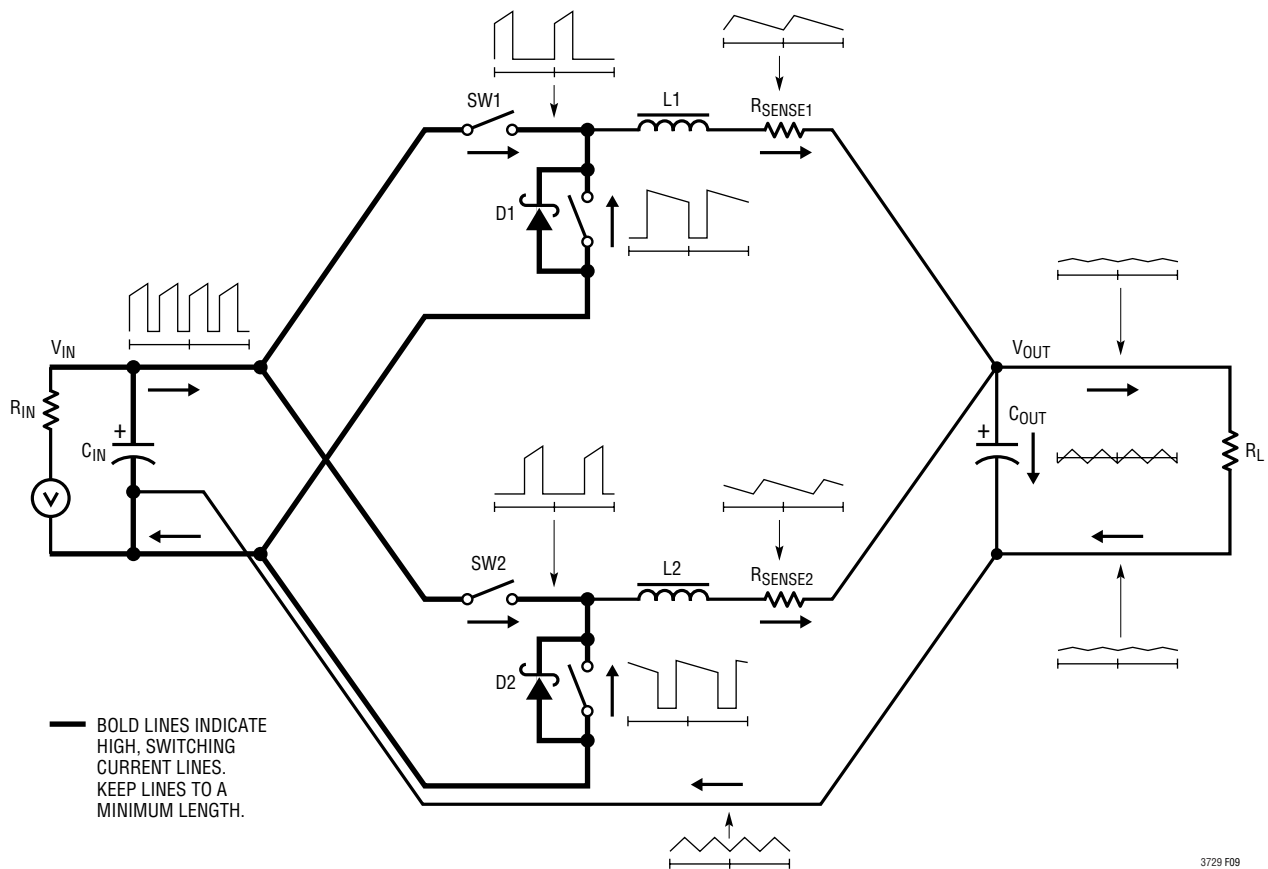 SW1
L1
RSENSE1
D1
VIN
VOUT
RIN
+
CIN
+
COUT
RL
V
SW2
L2
RSENSE2
D2
BOLD LINES INDICATE
HIGH, SWITCHING
CURRENT LINES.
KEEP LINES TO A
MINIMUM LENGTH.
3729 F09